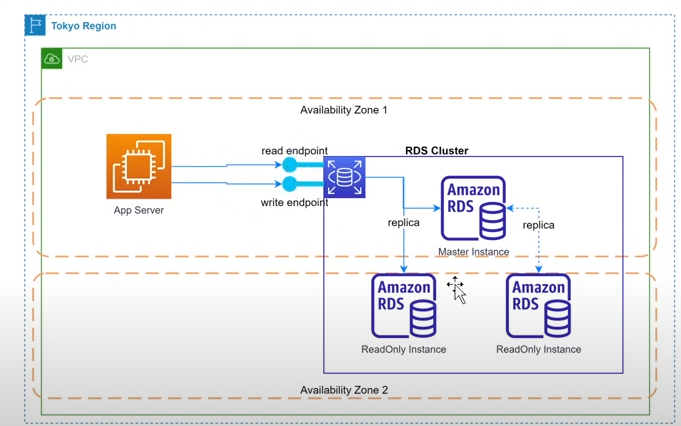 Tokyo Region
VPC
Availability Zone 1
read endpoint
RDS Cluster
write endpoint
App Server
Amazon
RDS
Master Instance
replica
replica
Amazon
RDS
ReadOnly Instance
Amazon
RDS
ReadOnly Instance
Availability Zone 2